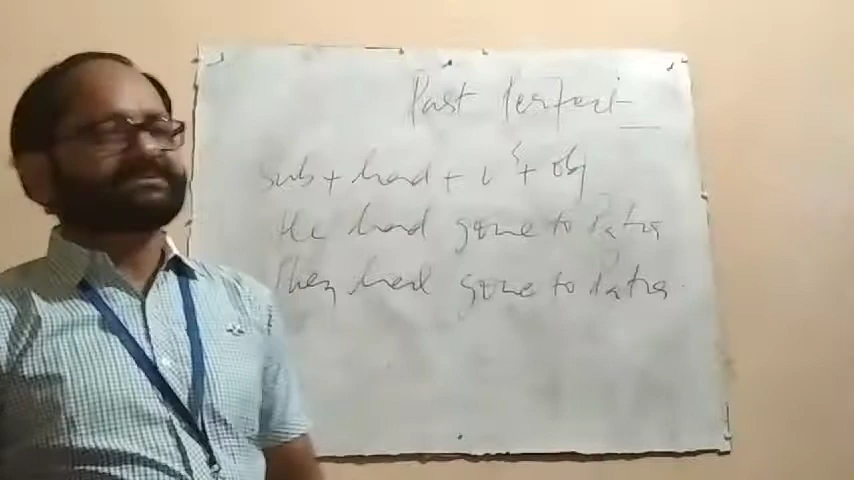 Past Perfect
Sub + had + V³ + obj
He had gone to Patna
They had gone to Patna.